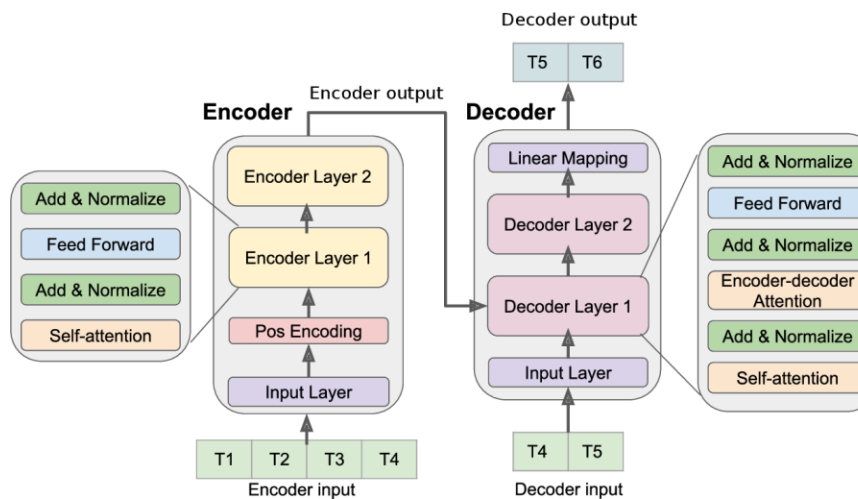 Decoder output
T5 T6
Encoder output
Encoder
Decoder
Add & Normalize
Feed Forward
Add & Normalize
Self-attention
Encoder Layer 2
Encoder Layer 1
Pos Encoding
Input Layer
T1 T2 T3 T4
Encoder input
Linear Mapping
Decoder Layer 2
Decoder Layer 1
Input Layer
T4 T5
Decoder input
Add & Normalize
Feed Forward
Add & Normalize
Encoder-decoder
Attention
Add & Normalize
Self-attention